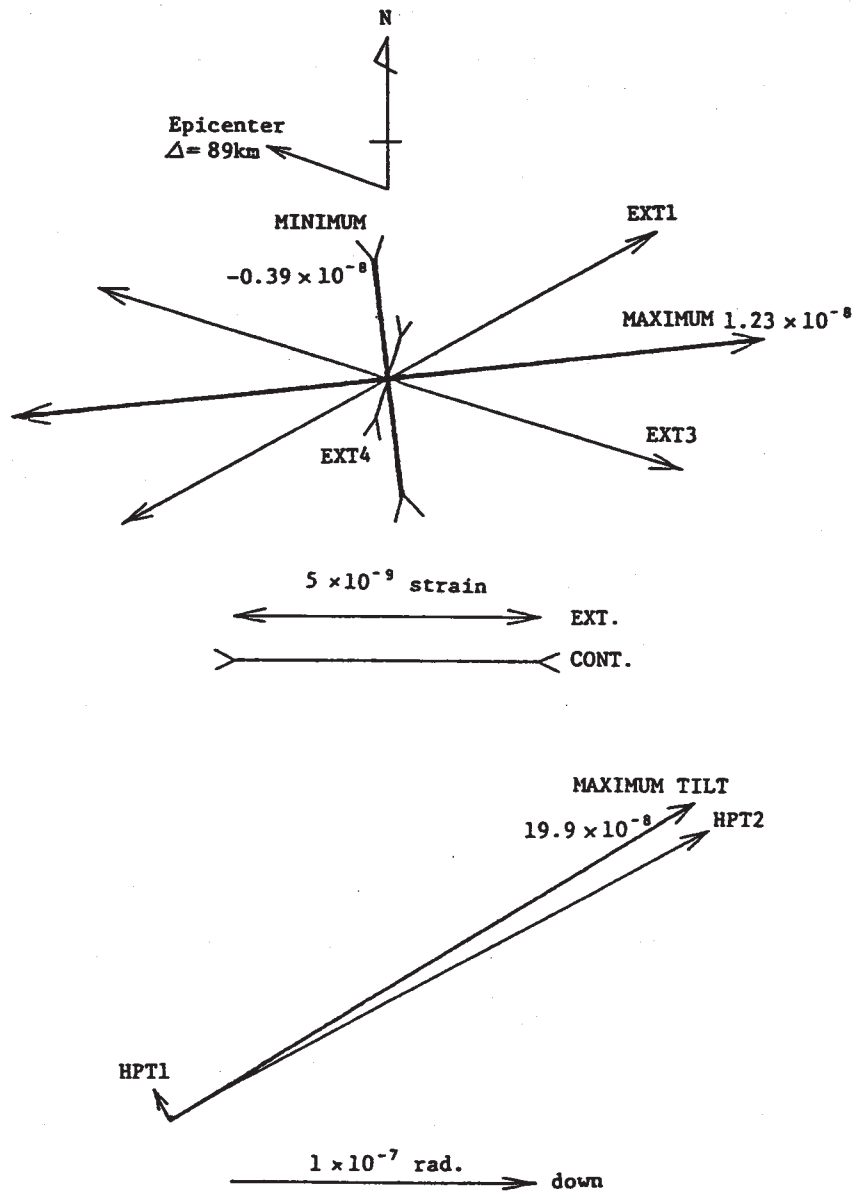 N
Epicenter
Δ= 89km
MINIMUM
-0.39 × 10⁻⁸
EXT1
MAXIMUM 1.23 × 10⁻⁸
EXT3
EXT4
5 ×10⁻⁹ strain
EXT.
CONT.
MAXIMUM TILT
19.9 × 10⁻⁸
HPT2
HPT1
1 ×10⁻⁷ rad.
down